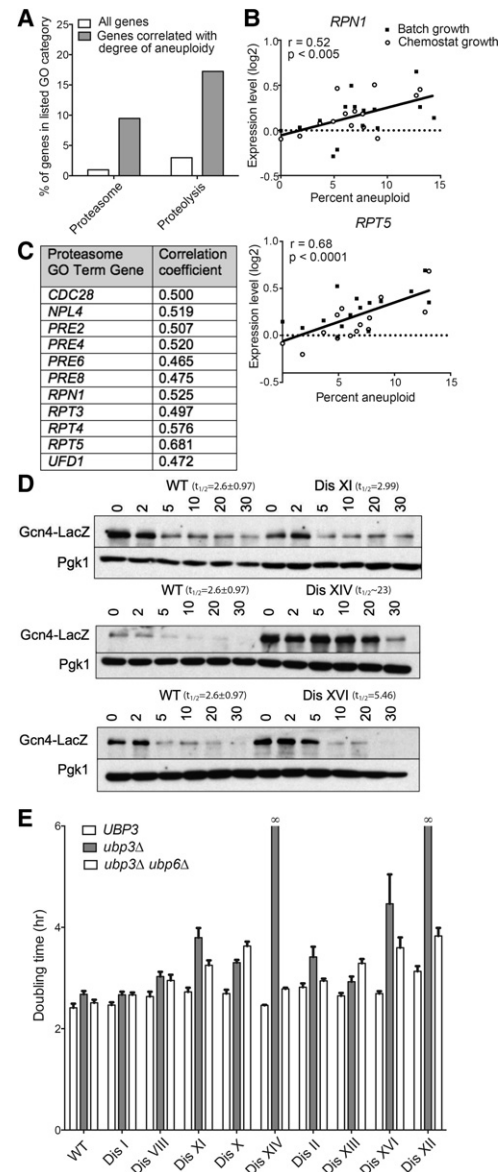 A
All genes
Genes correlated with
degree of aneuploidy
% of genes in listed GO category
25
20
15
10
5
0
Proteasome
Proteolysis
B
RPN1
Batch growth
Chemostat growth
r = 0.52
p < 0.005
Expression level (log2)
1.0
0.5
0.0
-0.5
0 5 10 15
Percent aneuploid
RPT5
r = 0.68
p < 0.0001
Expression level (log2)
1.0
0.5
0.0
-0.5
0 5 10 15
Percent aneuploid
C
Proteasome GO Term Gene
Correlation coefficient
CDC28 0.500
NPL4 0.519
PRE2 0.507
PRE4 0.520
PRE6 0.465
PRE8 0.475
RPN1 0.525
RPT3 0.497
RPT4 0.576
RPT5 0.681
UFD1 0.472
D
WT (t1/2=2.6±0.97) Dis XI (t1/2=2.99)
0 2 5 10 20 30 0 2 5 10 20 30
Gcn4-LacZ
Pgk1
WT (t1/2=2.6±0.97) Dis XIV (t1/2~23)
0 2 5 10 20 30 0 2 5 10 20 30
Gcn4-LacZ
Pgk1
WT (t1/2=2.6±0.97) Dis XVI (t1/2=5.46)
0 2 5 10 20 30 0 2 5 10 20 30
Gcn4-LacZ
Pgk1
E
UBP3
ubp3Δ
ubp3Δ ubp6Δ
∞ ∞
Doubling time (hr)
6
4
2
0
WT
Dis I
Dis VIII
Dis XI
Dis X
Dis XIV
Dis II
Dis XIII
Dis XVI
Dis XII